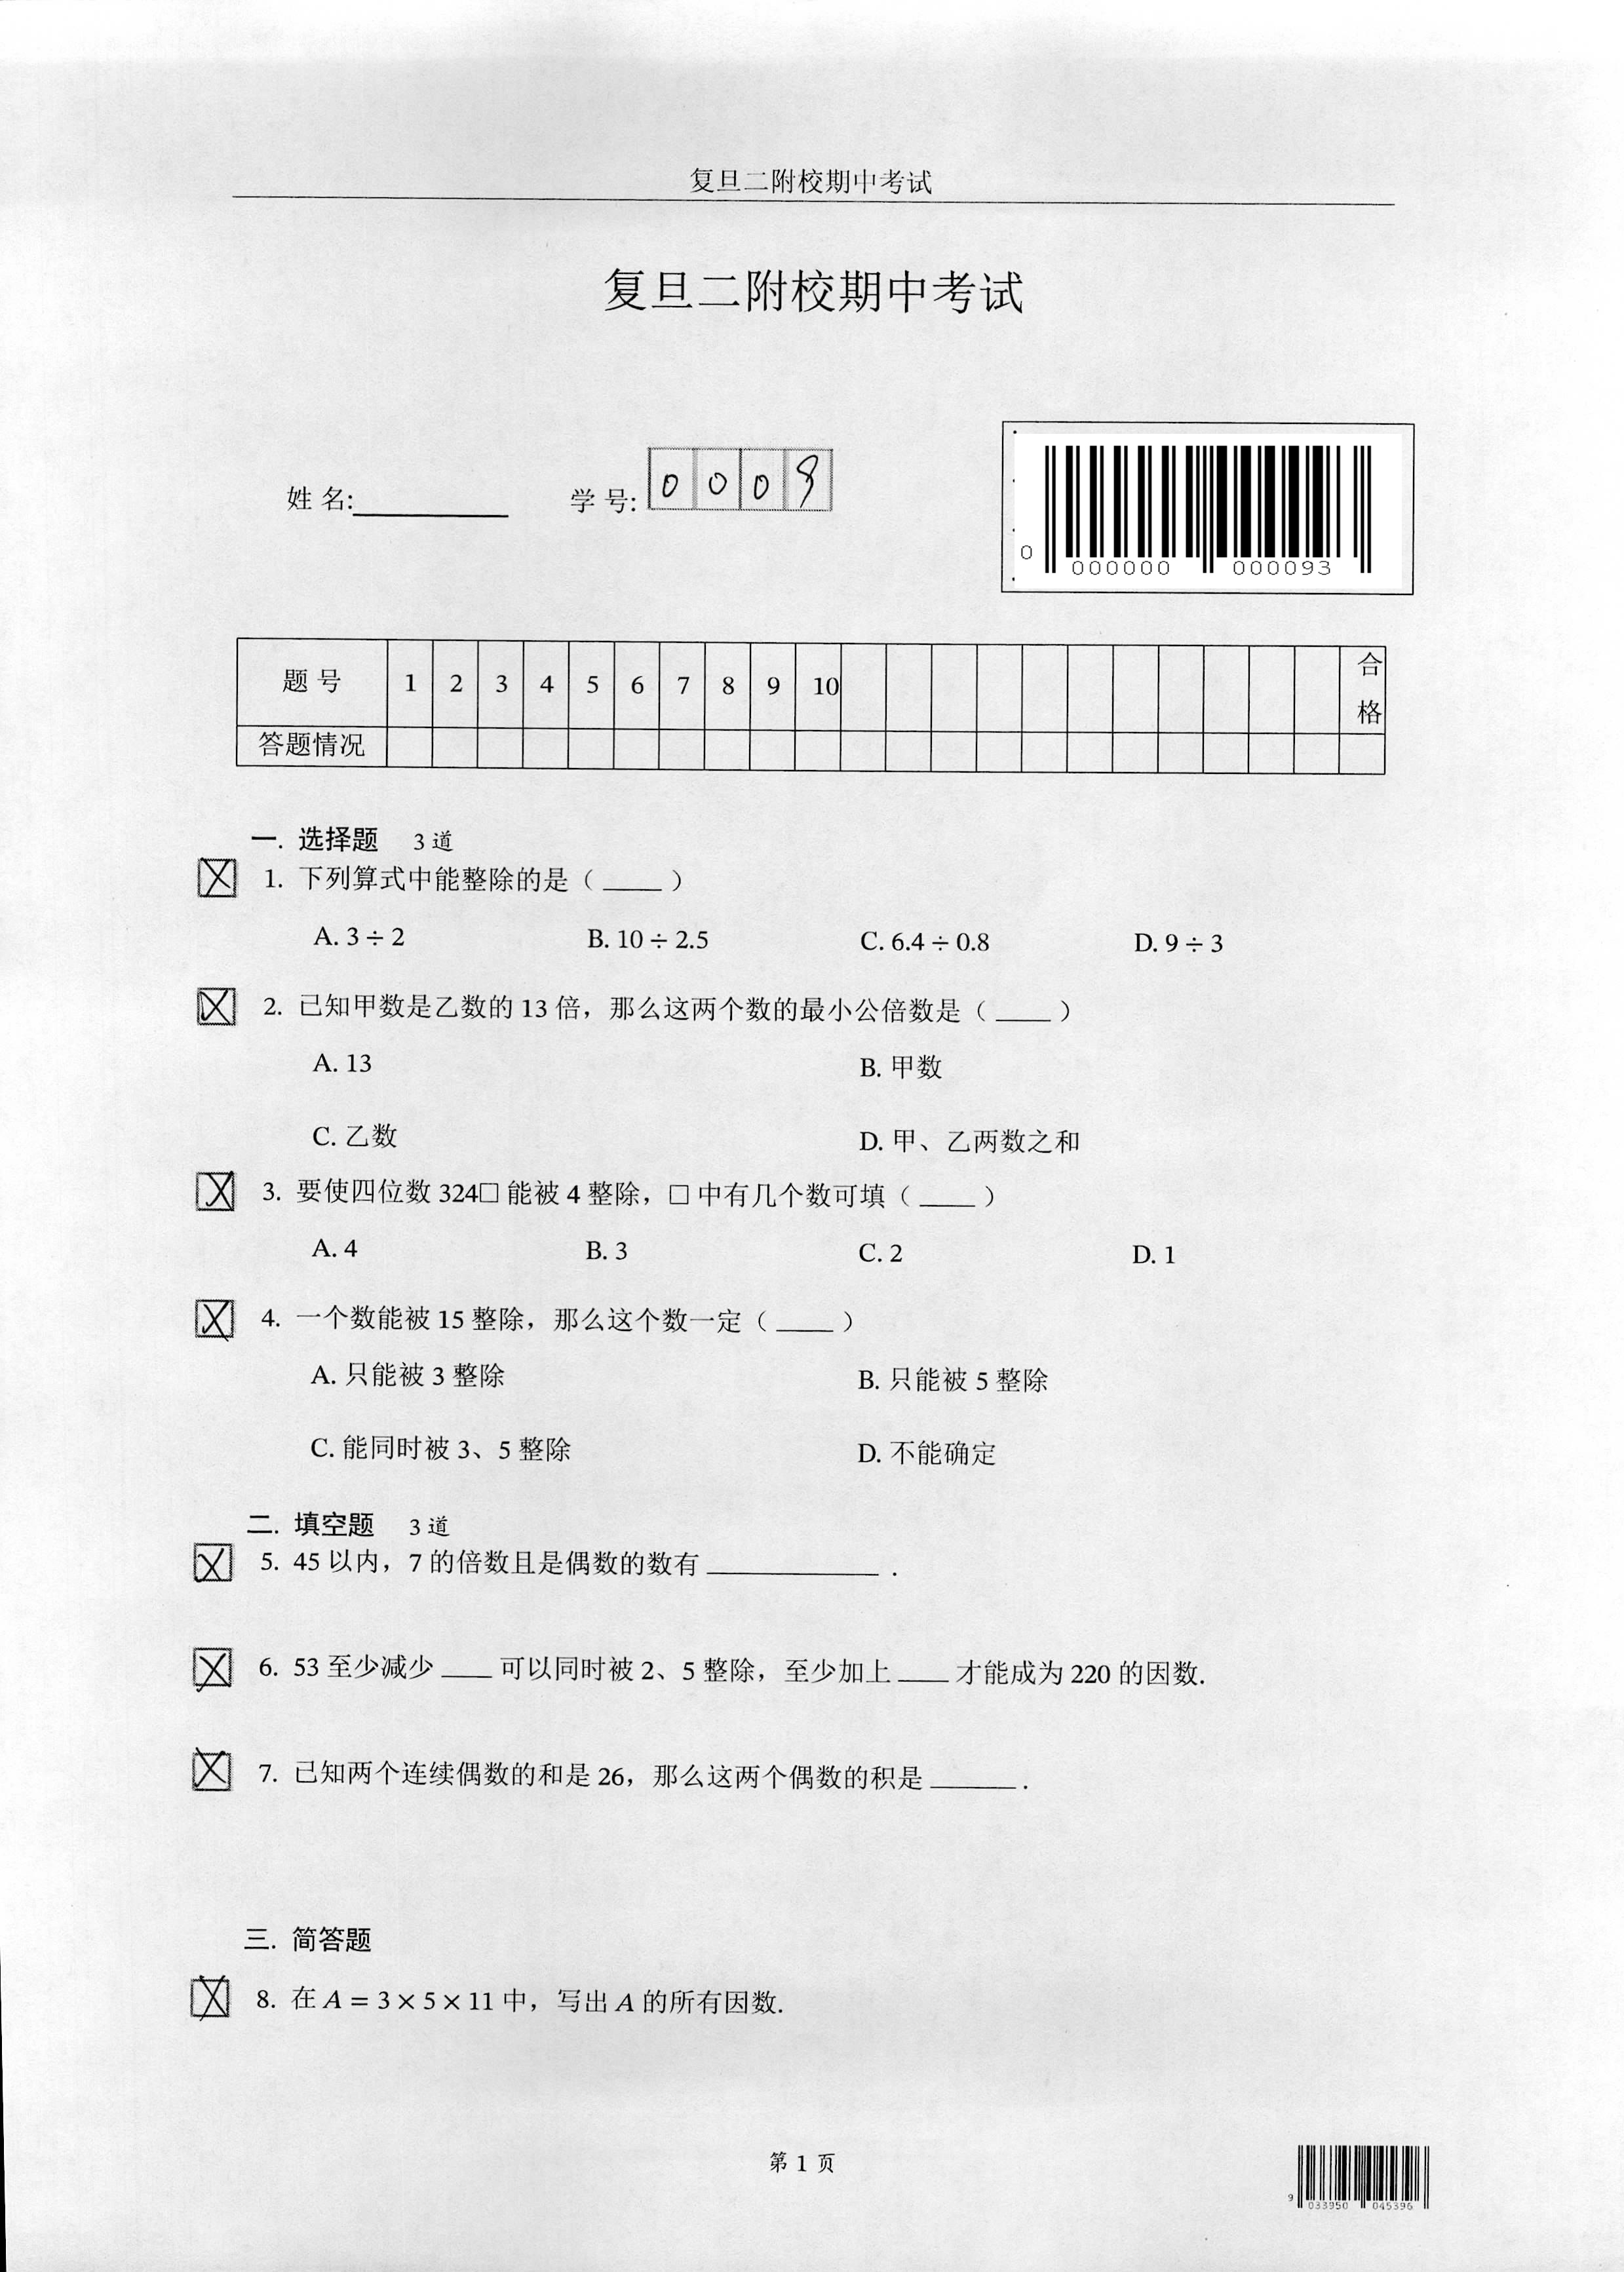 复旦二附校期中考试
复旦二附校期中考试
姓 名:__________ 学 号: 0 0 0 9
0 000000 000093
题 号 1 2 3 4 5 6 7 8 9 10 合格
答题情况
一. 选择题 3 道
1. 下列算式中能整除的是（ ____ ）
A. 3 ÷ 2 B. 10 ÷ 2.5 C. 6.4 ÷ 0.8 D. 9 ÷ 3
2. 已知甲数是乙数的 13 倍，那么这两个数的最小公倍数是（ ____ ）
A. 13 B. 甲数
C. 乙数 D. 甲、乙两数之和
3. 要使四位数 324□ 能被 4 整除，□ 中有几个数可填（ ____ ）
A. 4 B. 3 C. 2 D. 1
4. 一个数能被 15 整除，那么这个数一定（ ____ ）
A. 只能被 3 整除 B. 只能被 5 整除
C. 能同时被 3、5 整除 D. 不能确定
二. 填空题 3 道
5. 45 以内，7 的倍数且是偶数的数有 ____________ .
6. 53 至少减少 ____ 可以同时被 2、5 整除，至少加上 ____ 才能成为 220 的因数.
7. 已知两个连续偶数的和是 26，那么这两个偶数的积是 ______ .
三. 简答题
8. 在 A = 3 × 5 × 11 中，写出 A 的所有因数.
第 1 页
9 033950 045396